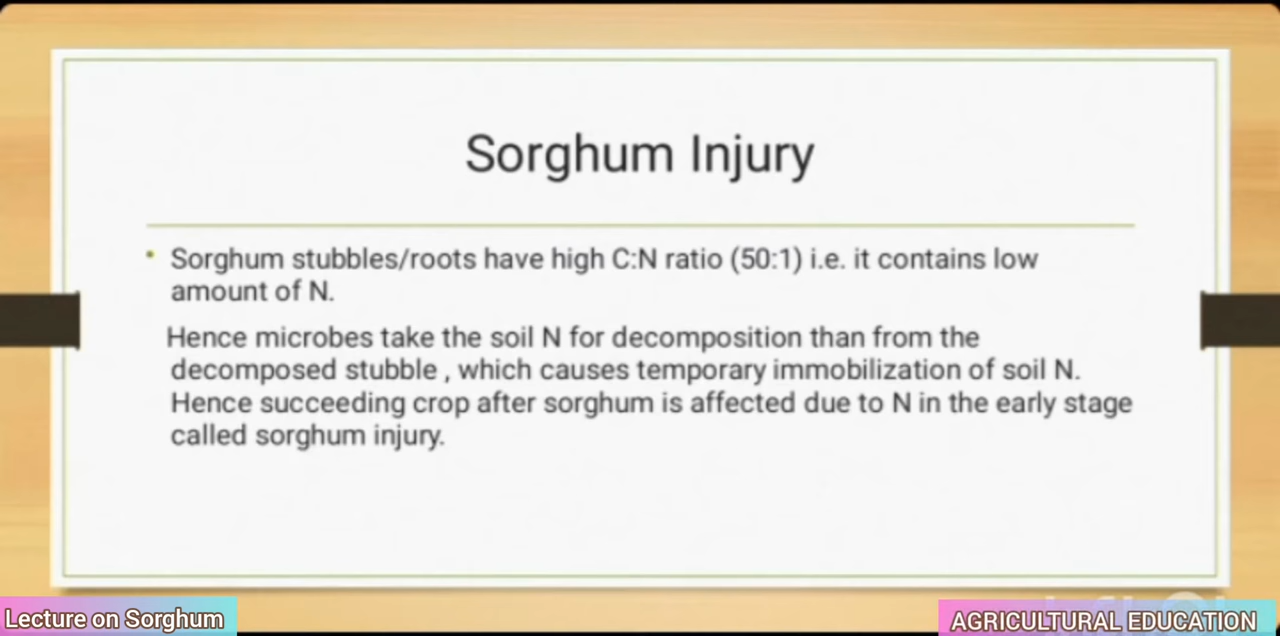 Sorghum Injury
• Sorghum stubbles/roots have high C:N ratio (50:1) i.e. it contains low
amount of N.
Hence microbes take the soil N for decomposition than from the
decomposed stubble , which causes temporary immobilization of soil N.
Hence succeeding crop after sorghum is affected due to N in the early stage
called sorghum injury.
Lecture on Sorghum
AGRICULTURAL EDUCATION